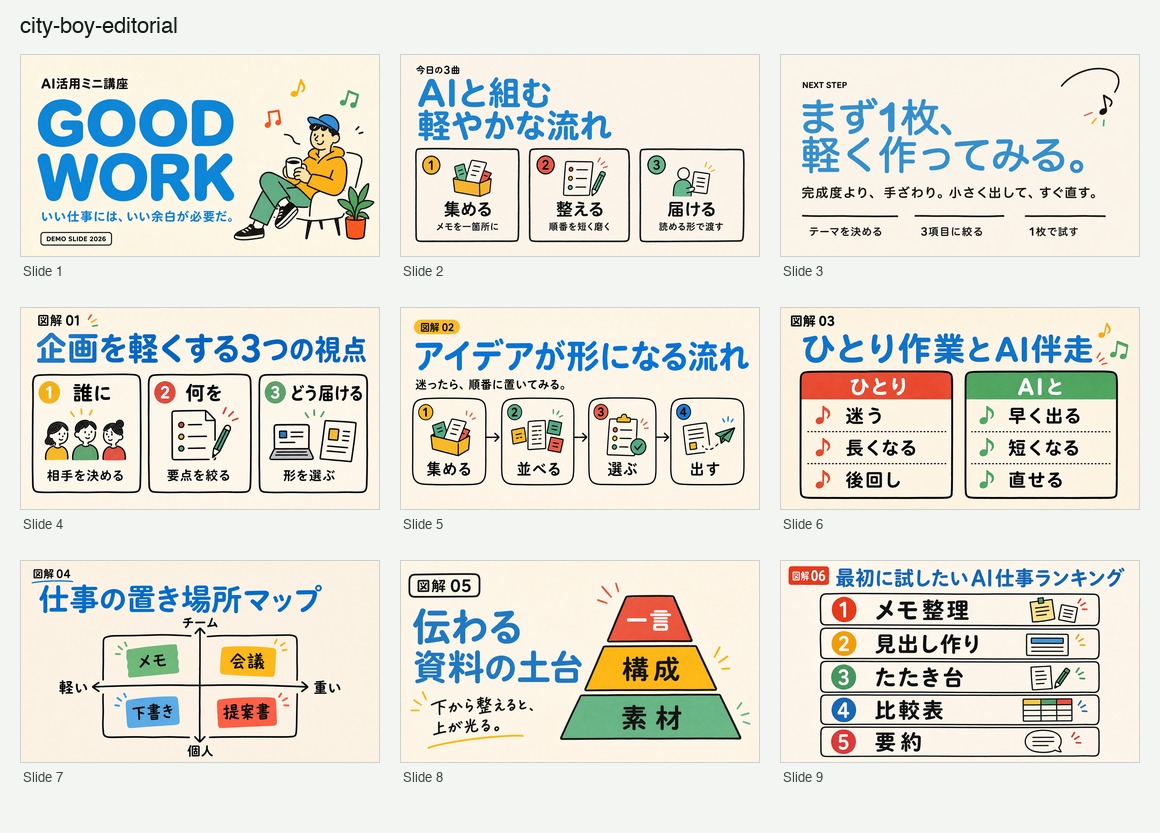 city-boy-editorial
AI活用ミニ講座
GOOD
WORK
いい仕事には、いい余白が必要だ。
DEMO SLIDE 2026
Slide 1
今日の3曲
AIと組む
軽やかな流れ
1
集める
メモを一箇所に
2
整える
順番を短く磨く
3
届ける
読める形で渡す
Slide 2
NEXT STEP
まず1枚、
軽く作ってみる。
完成度より、手ざわり。小さく出して、すぐ直す。
テーマを決める
3項目に絞る
1枚で試す
Slide 3
図解 01
企画を軽くする3つの視点
1 誰に
相手を決める
2 何を
要点を絞る
3 どう届ける
形を選ぶ
Slide 4
図解 02
アイデアが形になる流れ
迷ったら、順番に置いてみる。
1
集める
2
並べる
3
選ぶ
4
出す
Slide 5
図解 03
ひとり作業とAI伴走
ひとり
迷う
長くなる
後回し
AIと
早く出る
短くなる
直せる
Slide 6
図解 04
仕事の置き場所マップ
チーム
メモ
会議
軽い
重い
下書き
提案書
個人
Slide 7
図解 05
伝わる
資料の土台
下から整えると、
上が光る。
一言
構成
素材
Slide 8
図解 06
最初に試したいAI仕事ランキング
1 メモ整理
2 見出し作り
3 たたき台
4 比較表
5 要約
Slide 9